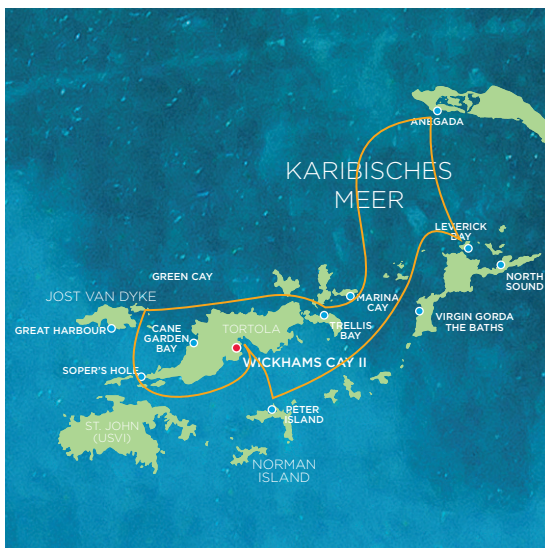 ANEGADA
KARIBISCHES
MEER
LEVERICK
BAY
NORTH
SOUND
GREEN CAY
JOST VAN DYKE
MARINA
CAY
GREAT HARBOUR
CANE
GARDEN
BAY
TORTOLA
TRELLIS
BAY
VIRGIN GORDA
THE BATHS
WICKHAMS CAY II
SOPER'S HOLE
PETER
ISLAND
ST. JOHN
(USVI)
NORMAN
ISLAND